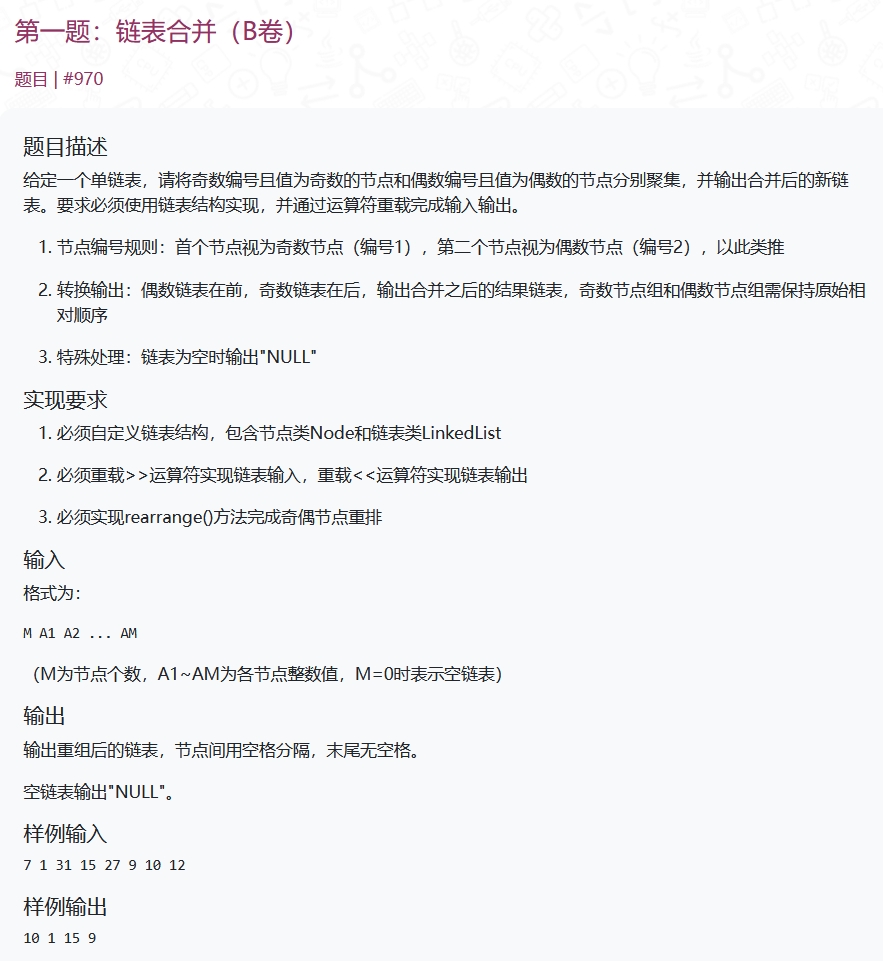 第一题：链表合并（B卷）
题目 | #970
题目描述
给定一个单链表，请将奇数编号且值为奇数的节点和偶数编号且值为偶数的节点分别聚集，并输出合并后的新链
表。要求必须使用链表结构实现，并通过运算符重载完成输入输出。
1. 节点编号规则：首个节点视为奇数节点（编号1），第二个节点视为偶数节点（编号2），以此类推
2. 转换输出：偶数链表在前，奇数链表在后，输出合并之后的结果链表，奇数节点组和偶数节点组需保持原始相
对顺序
3. 特殊处理：链表为空时输出"NULL"
实现要求
1. 必须自定义链表结构，包含节点类Node和链表类LinkedList
2. 必须重载>>运算符实现链表输入，重载<<运算符实现链表输出
3. 必须实现rearrange()方法完成奇偶节点重排
输入
格式为：
M A1 A2 ... AM
（M为节点个数，A1~AM为各节点整数值，M=0时表示空链表）
输出
输出重组后的链表，节点间用空格分隔，末尾无空格。
空链表输出"NULL"。
样例输入
7 1 31 15 27 9 10 12
样例输出
10 1 15 9